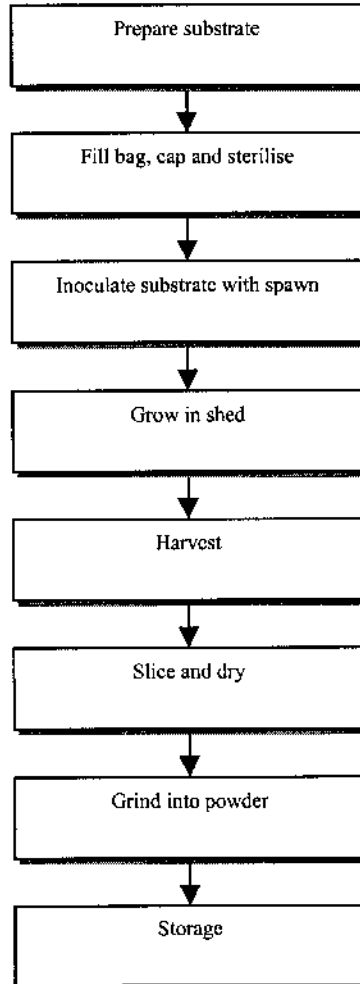 Prepare substrate
Fill bag, cap and sterilise
Inoculate substrate with spawn
Grow in shed
Harvest
Slice and dry
Grind into powder
Storage